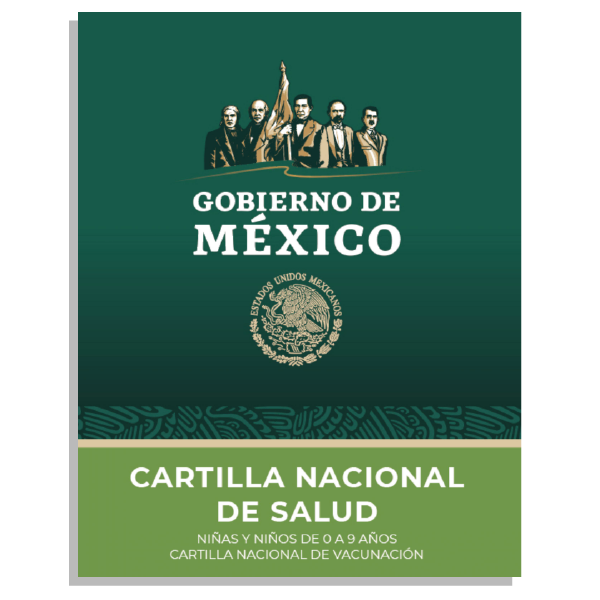 GOBIERNO DE
MÉXICO
ESTADOS UNIDOS MEXICANOS
CARTILLA NACIONAL
DE SALUD
NIÑAS Y NIÑOS DE 0 A 9 AÑOS
CARTILLA NACIONAL DE VACUNACIÓN